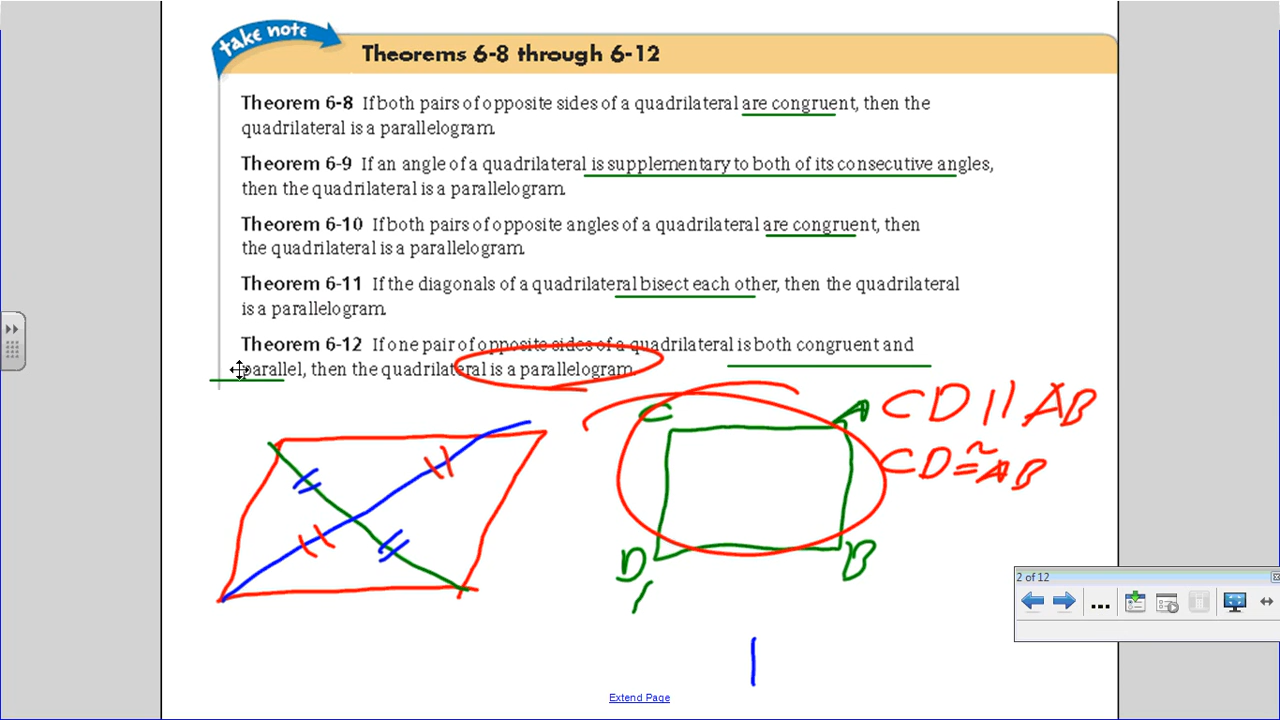 take note
Theorems 6-8 through 6-12
Theorem 6-8 If both pairs of opposite sides of a quadrilateral are congruent, then the
quadrilateral is a parallelogram.
Theorem 6-9 If an angle of a quadrilateral is supplementary to both of its consecutive angles,
then the quadrilateral is a parallelogram.
Theorem 6-10 If both pairs of opposite angles of a quadrilateral are congruent, then
the quadrilateral is a parallelogram.
Theorem 6-11 If the diagonals of a quadrilateral bisect each other, then the quadrilateral
is a parallelogram.
Theorem 6-12 If one pair of opposite sides of a quadrilateral is both congruent and
parallel, then the quadrilateral is a parallelogram.
C A CD || AB
CD ≅ AB
D B
2 of 12
...
Extend Page